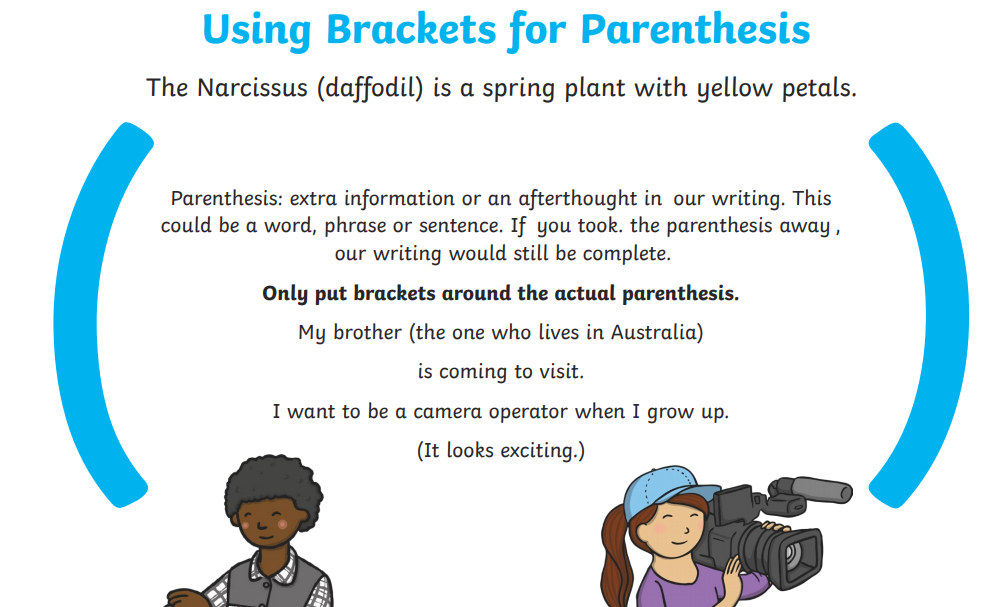 Using Brackets for Parenthesis
The Narcissus (daffodil) is a spring plant with yellow petals.
Parenthesis: extra information or an afterthought in  our writing. This
could be a word, phrase or sentence. If  you took. the parenthesis away ,
our writing would still be complete.
Only put brackets around the actual parenthesis.
My brother (the one who lives in Australia)
is coming to visit.
I want to be a camera operator when I grow up.
(It looks exciting.)